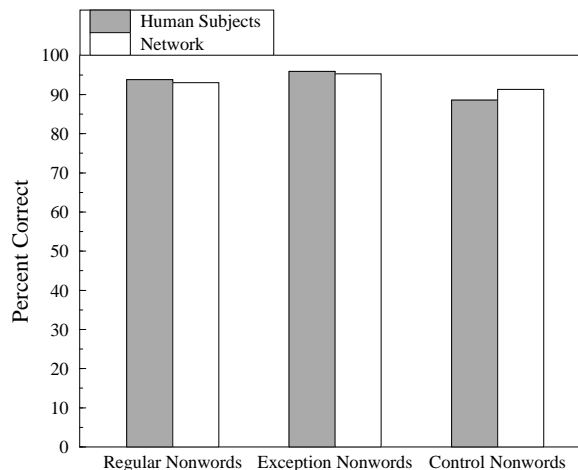 Human Subjects
Network
100
90
80
70
60
50
40
30
20
10
0
Percent Correct
Regular Nonwords Exception Nonwords Control Nonwords